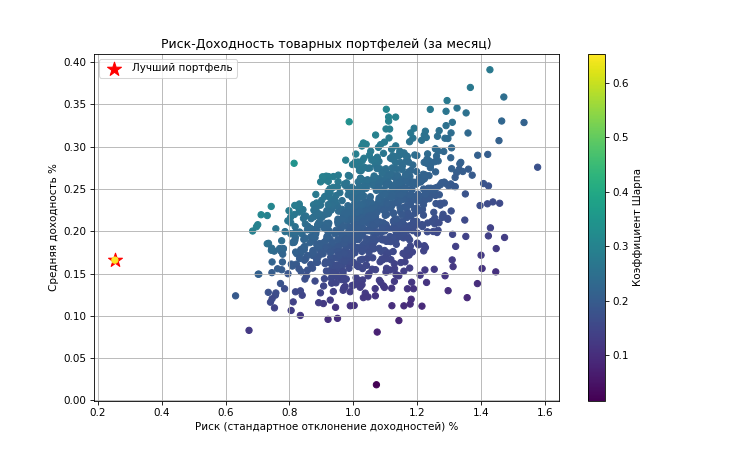 Риск-Доходность товарных портфелей (за месяц)
Лучший портфель
Средняя доходность %
0.40
0.35
0.30
0.25
0.20
0.15
0.10
0.05
0.00
0.2 0.4 0.6 0.8 1.0 1.2 1.4 1.6
Риск (стандартное отклонение доходностей) %
0.6
0.5
0.4
0.3
0.2
0.1
Коэффициент Шарпа